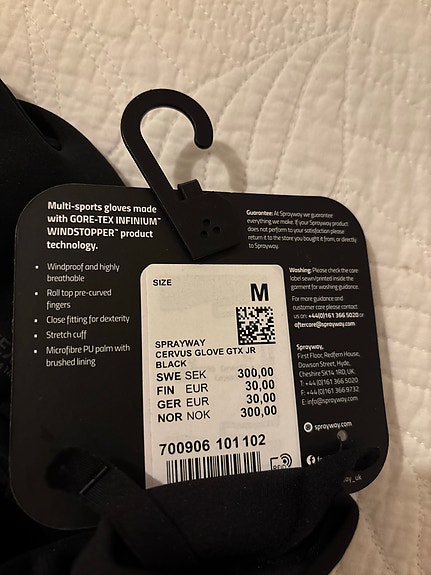 Multi-sports gloves made
with GORE-TEX INFINIUM™
WINDSTOPPER™ product
technology.
• Windproof and highly
breathable
• Roll top pre-curved
fingers
• Close fitting for dexterity
• Stretch cuff
• Microfibre PU palm with
brushed lining
SIZE
M
SPRAYWAY
CERVUS GLOVE GTX JR
BLACK
SWE SEK 300,00
FIN EUR 30,00
GER EUR 30,00
NOR NOK 300,00
700906 101102
Guarantee: At Sprayway we guarantee
everything we make. If your Sprayway product
does not perform to your satisfaction please
return it to the store you bought it from, or directly
to Sprayway.
Washing: Please check the care
label sewn/printed inside the
garment for washing guidance.
For more guidance and
customer care please contact
us on: +44(0)161 366 5020 or
aftercare@sprayway.com
Sprayway,
First Floor, Redfern House,
Dawson Street, Hyde,
Cheshire SK14 1RD, UK.
T: +44 (0)161 366 5020
F: +44 (0)161 366 9732
E: info@sprayway.com
sprayway.com